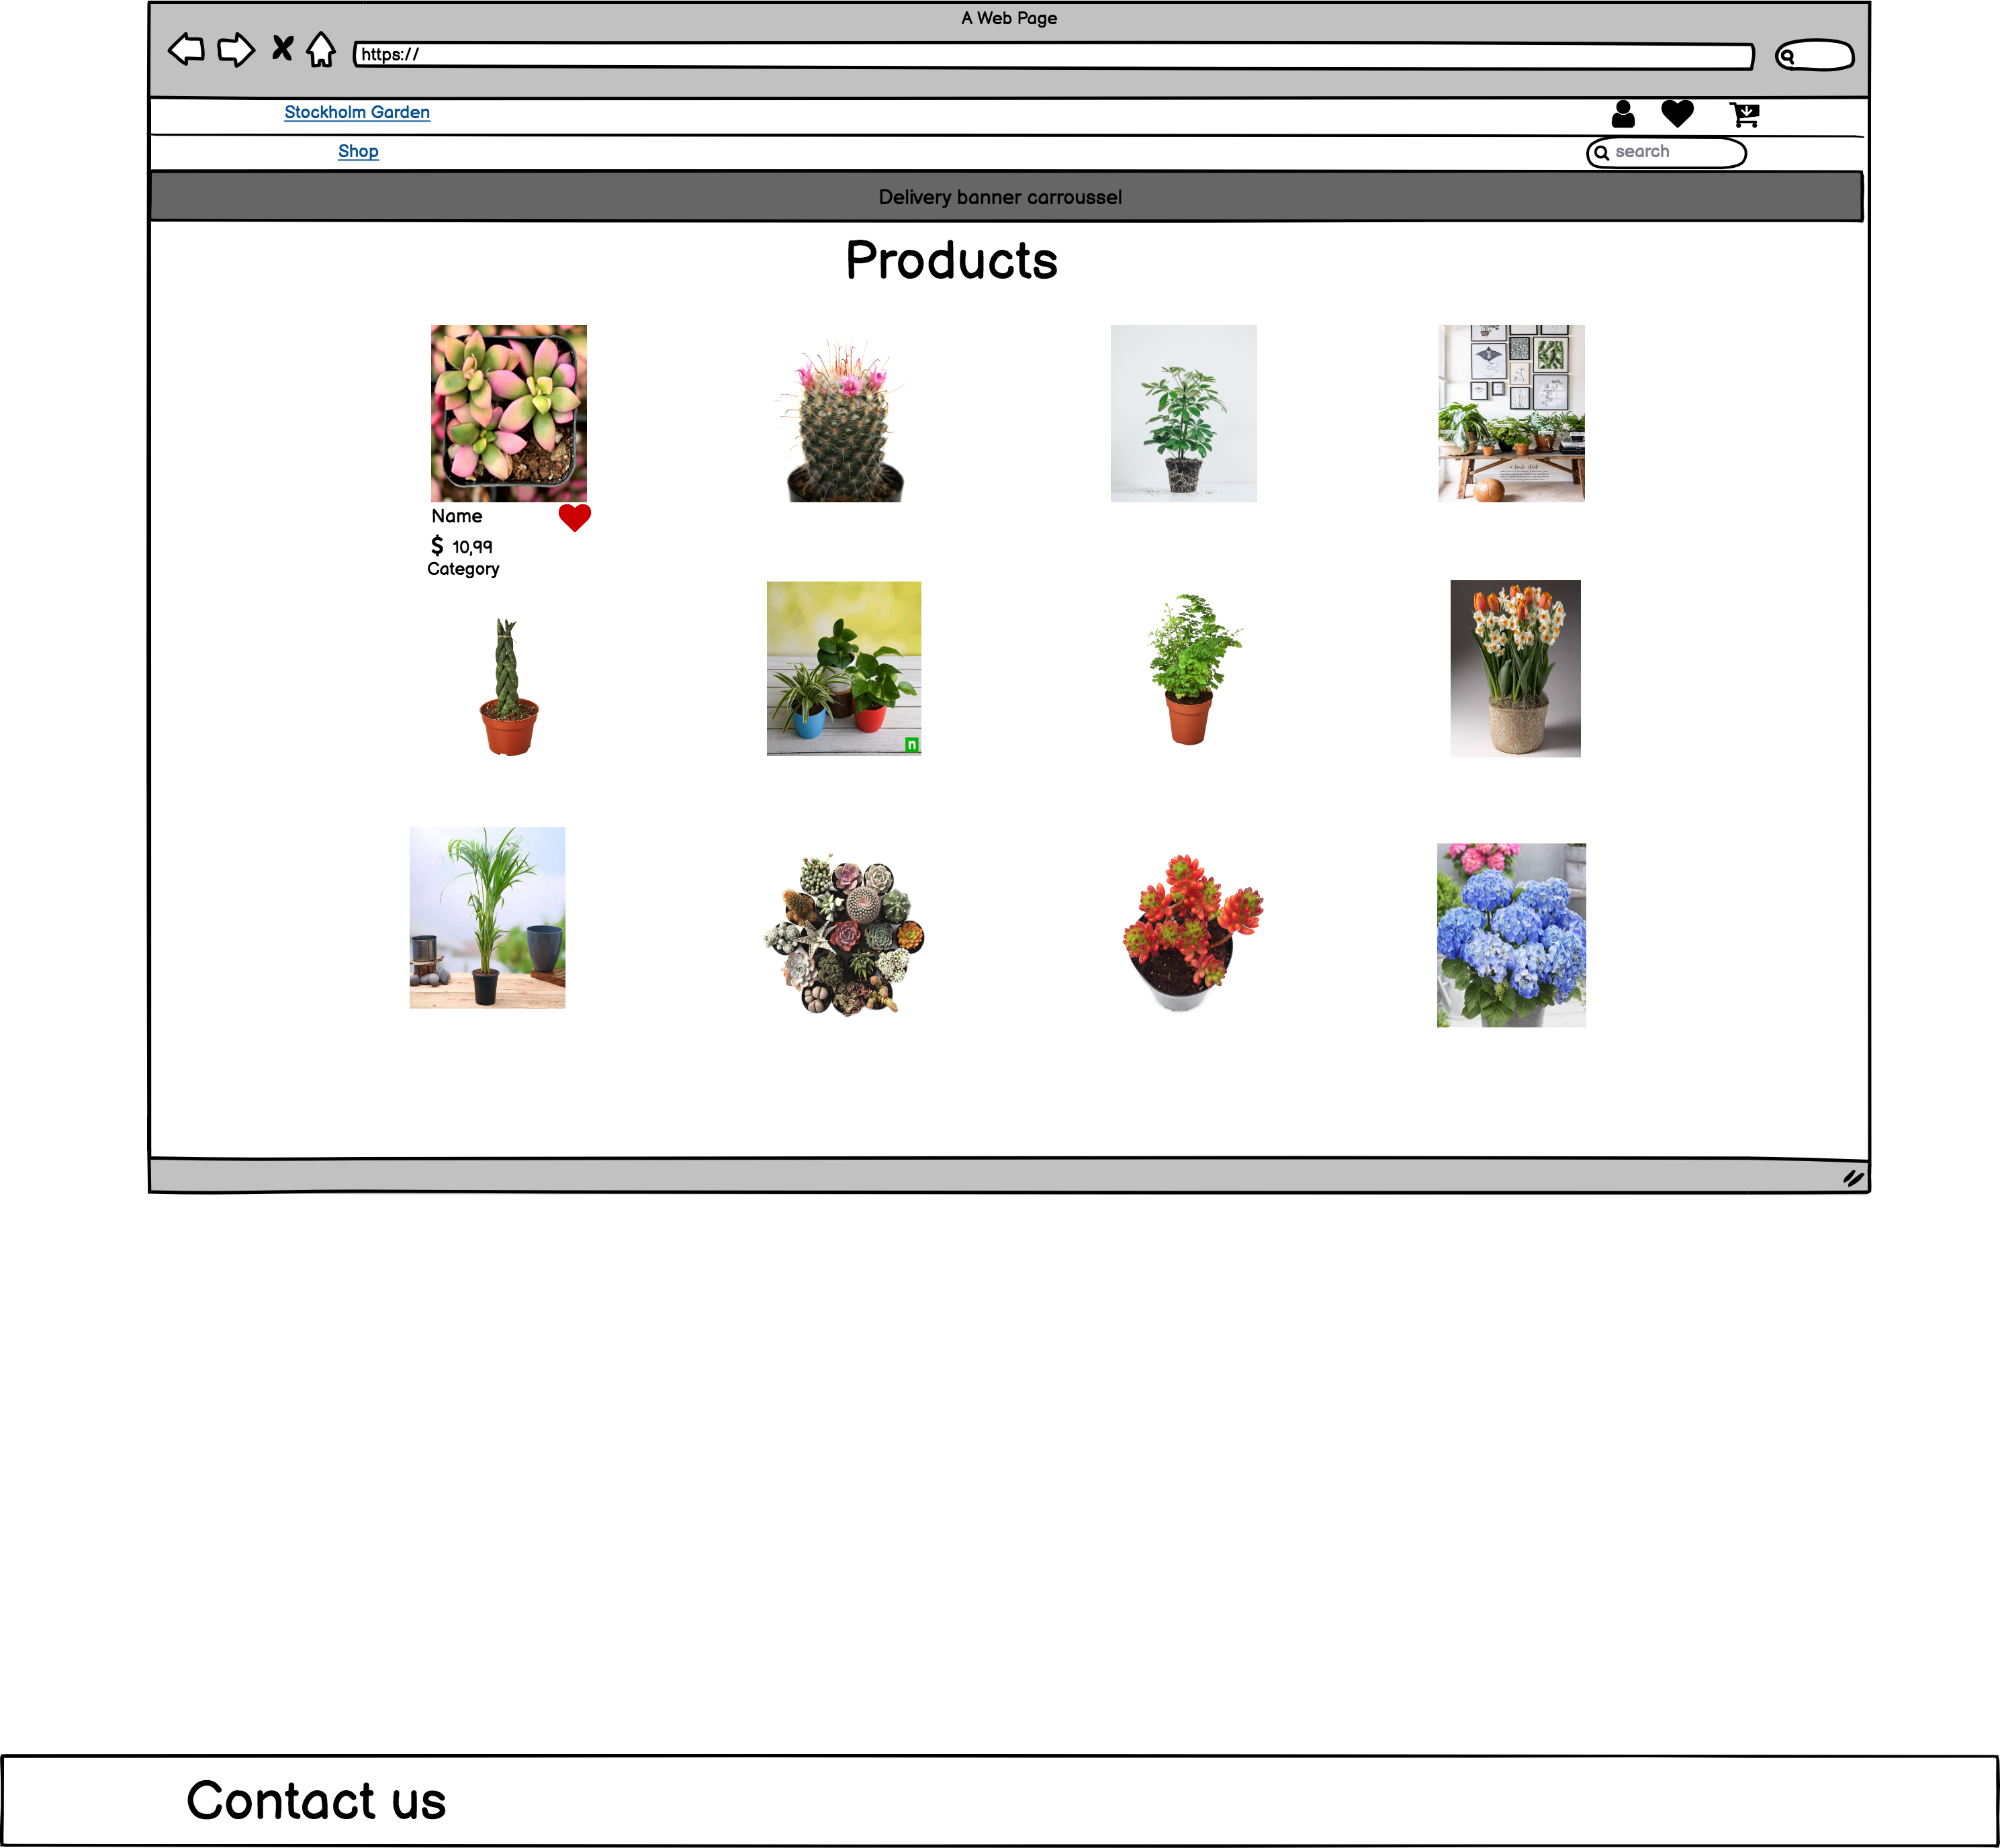 A Web Page
https://
Stockholm Garden
Shop
search
Delivery banner carroussel
Products
Name
$ 10,99
Category
n
Contact us